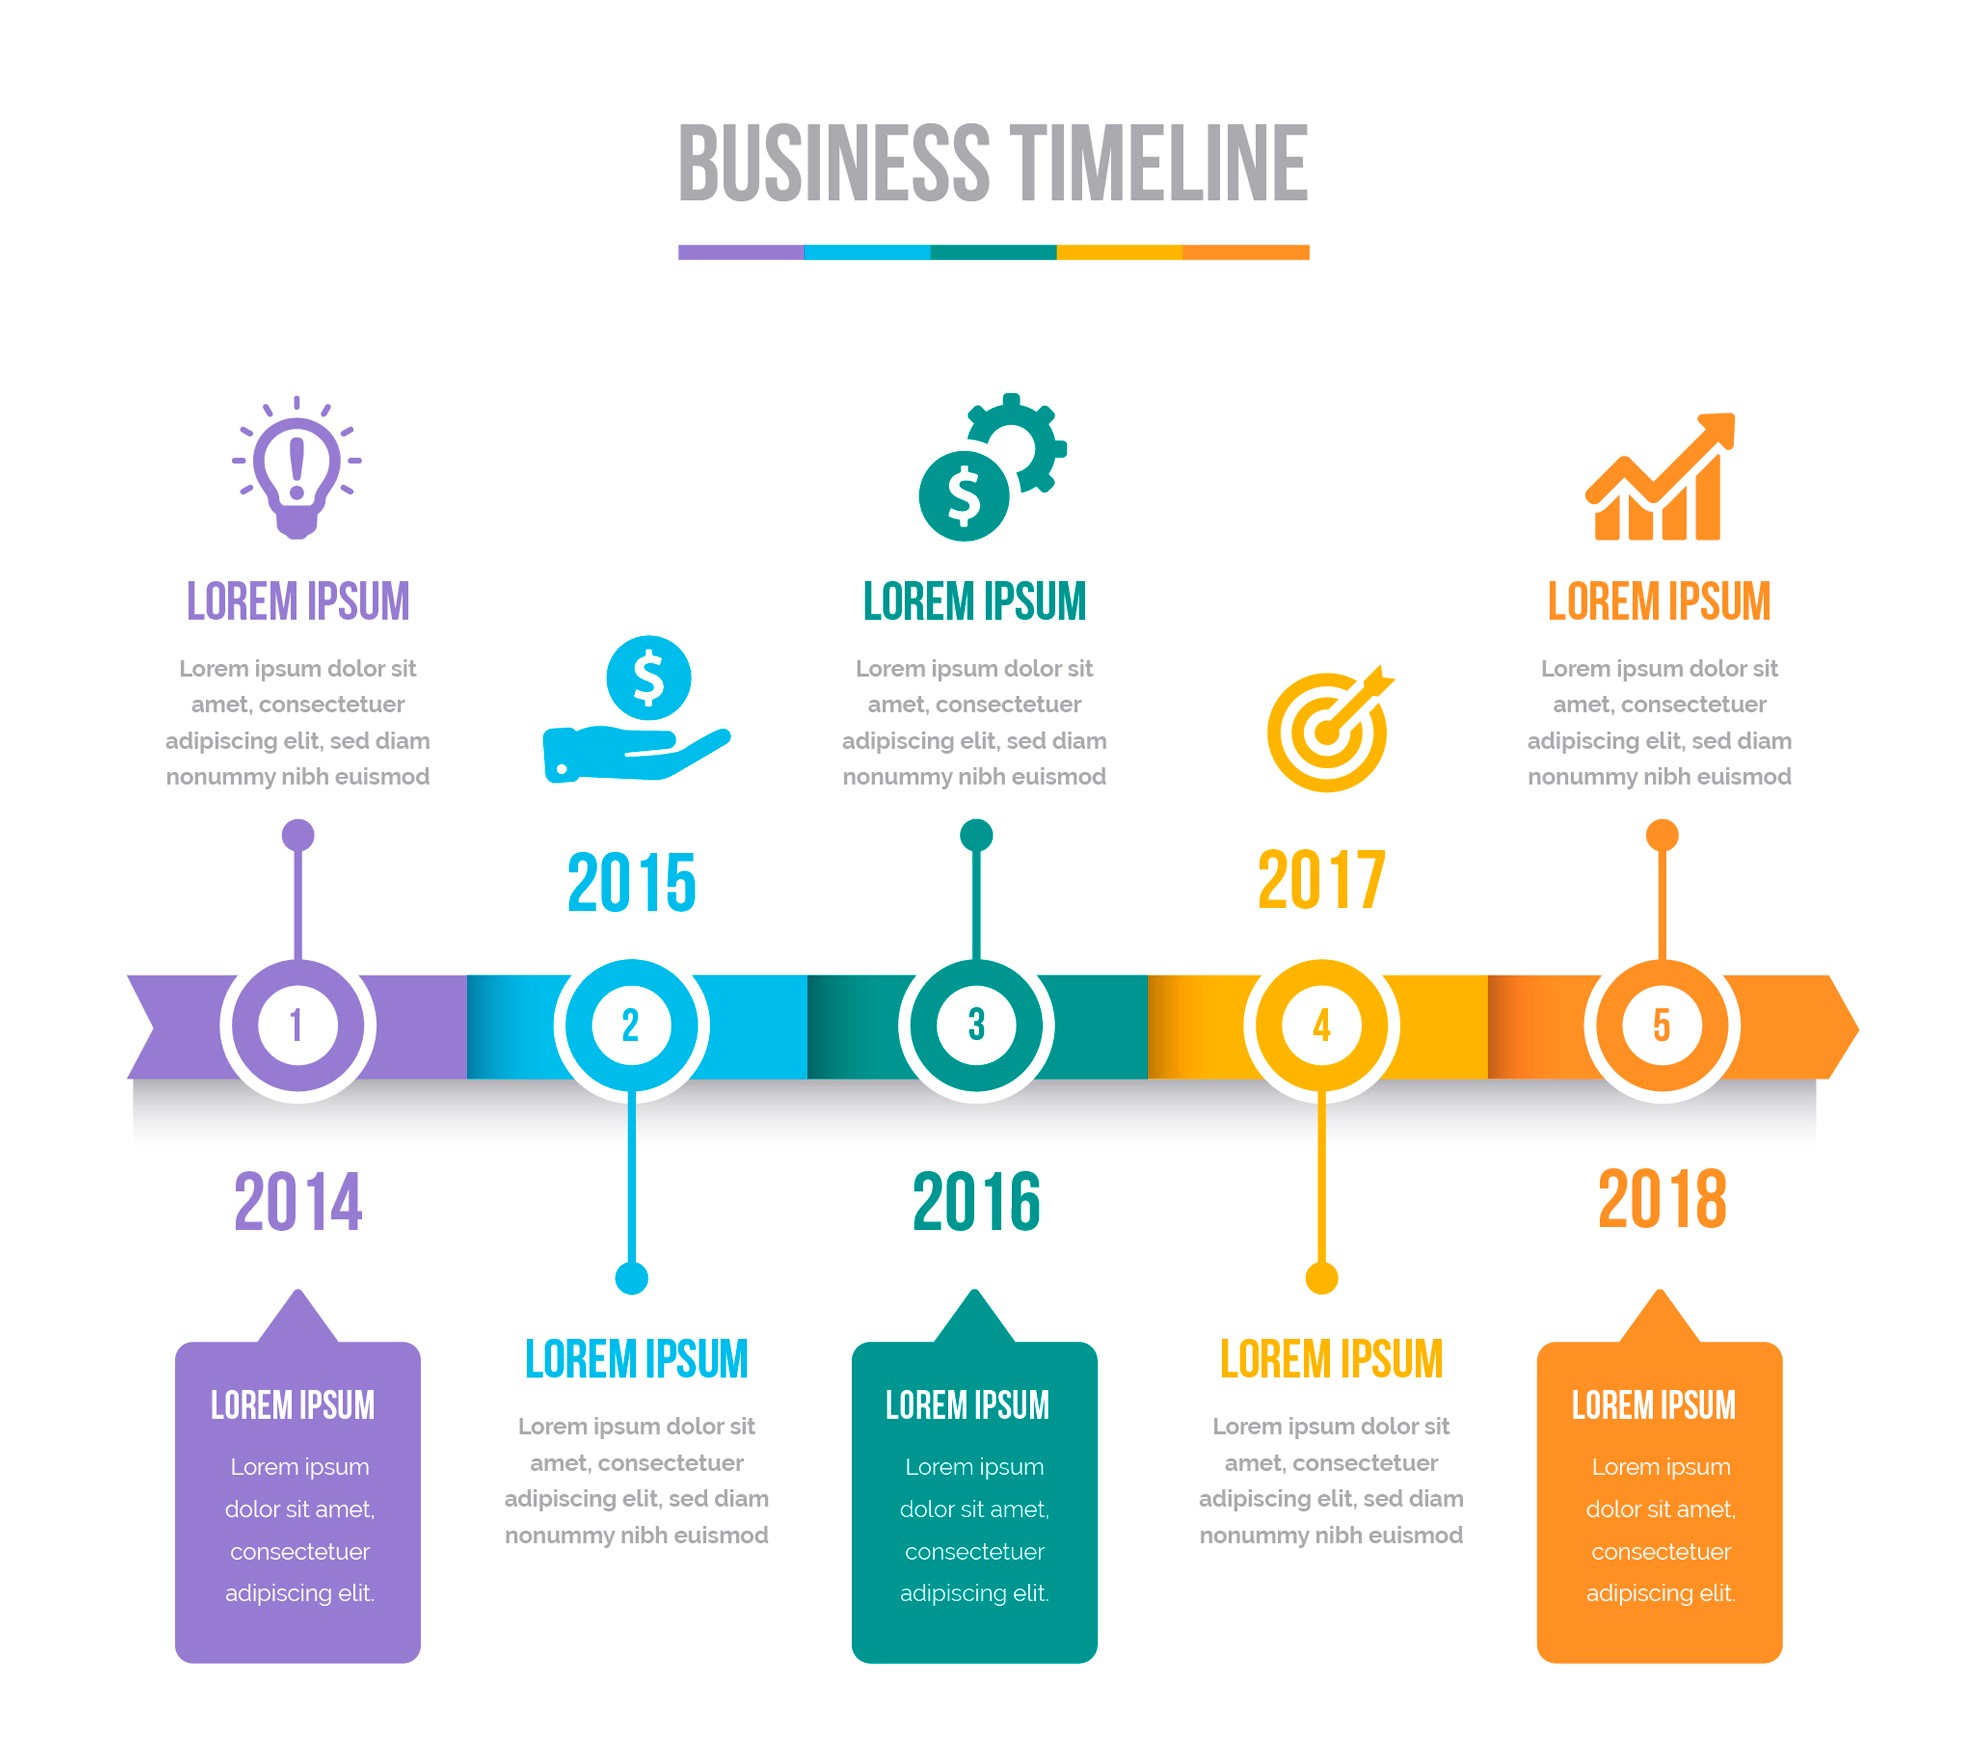 BUSINESS TIMELINE
$
LOREM IPSUM
Lorem ipsum dolor sit
amet, consectetuer
adipiscing elit, sed diam
nonummy nibh euismod
$
2015
LOREM IPSUM
Lorem ipsum dolor sit
amet, consectetuer
adipiscing elit, sed diam
nonummy nibh euismod
2017
LOREM IPSUM
Lorem ipsum dolor sit
amet, consectetuer
adipiscing elit, sed diam
nonummy nibh euismod
1
2
3
4
5
2014
LOREM IPSUM
Lorem ipsum
dolor sit amet,
consectetuer
adipiscing elit.
LOREM IPSUM
Lorem ipsum dolor sit
amet, consectetuer
adipiscing elit, sed diam
nonummy nibh euismod
2016
LOREM IPSUM
Lorem ipsum
dolor sit amet,
consectetuer
adipiscing elit.
LOREM IPSUM
Lorem ipsum dolor sit
amet, consectetuer
adipiscing elit, sed diam
nonummy nibh euismod
2018
LOREM IPSUM
Lorem ipsum
dolor sit amet,
consectetuer
adipiscing elit.